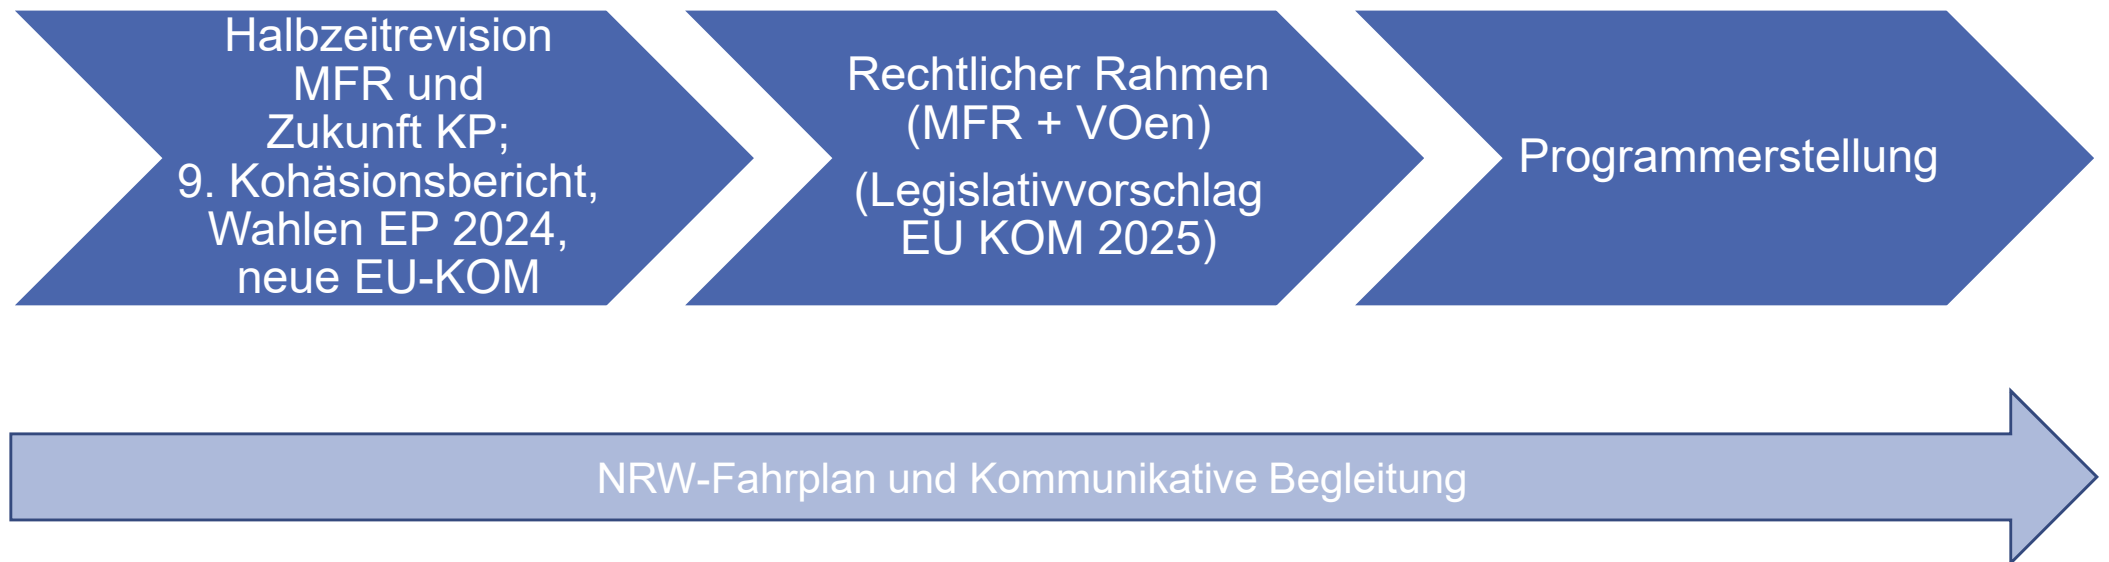 Halbzeitrevision
MFR und
Zukunft KP;
9. Kohäsionsbericht,
Wahlen EP 2024,
neue EU-KOM
Rechtlicher Rahmen
(MFR + VOen)
(Legislativvorschlag
EU KOM 2025)
Programmerstellung
NRW-Fahrplan und Kommunikative Begleitung